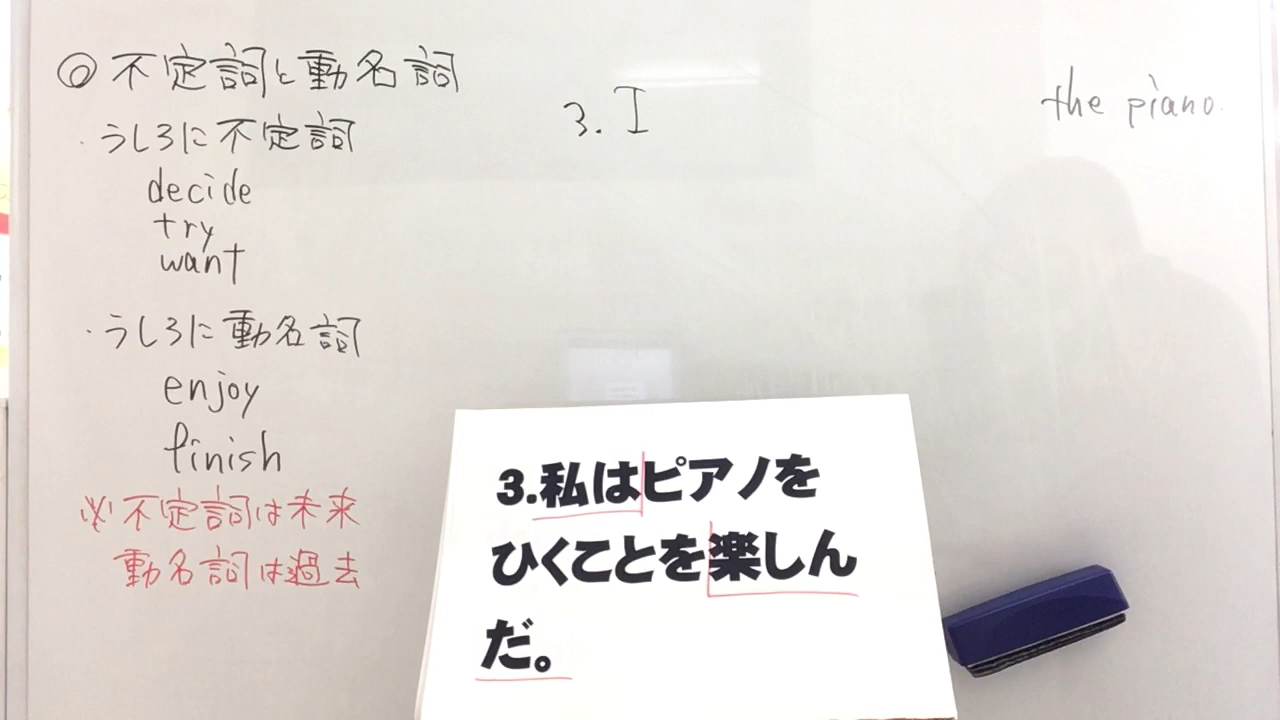 ◎不定詞と動名詞
・うしろに不定詞
decide
try
want
・うしろに動名詞
enjoy
finish
※不定詞は未来
動名詞は過去
3. I the piano.
3.私はピアノを
ひくことを楽しん
だ。